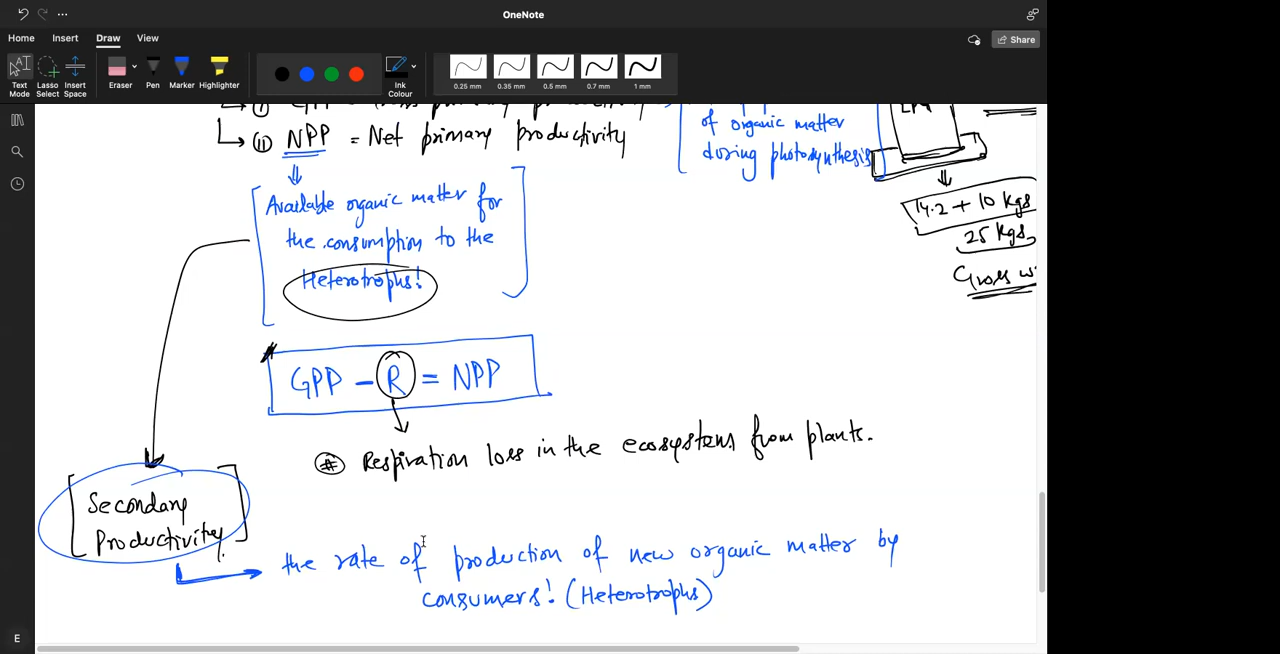 OneNote
Home Insert Draw View
Share
Text Mode
Lasso Select
Insert Space
Eraser
Pen
Marker
Highlighter
Ink Colour
0.25 mm
0.35 mm
0.5 mm
0.7 mm
1 mm
(ii) NPP = Net primary productivity
of organic matter
during photosynthesis
Available organic matter for
the consumption to the
Heterotrophs!
14.2 + 10 kgs
25 kgs
Gross
GPP - R = NPP
# Respiration loss in the ecosystem from plants.
Secondary
Productivity.
the rate of production of new organic matter by
consumers! (Heterotrophs)
E